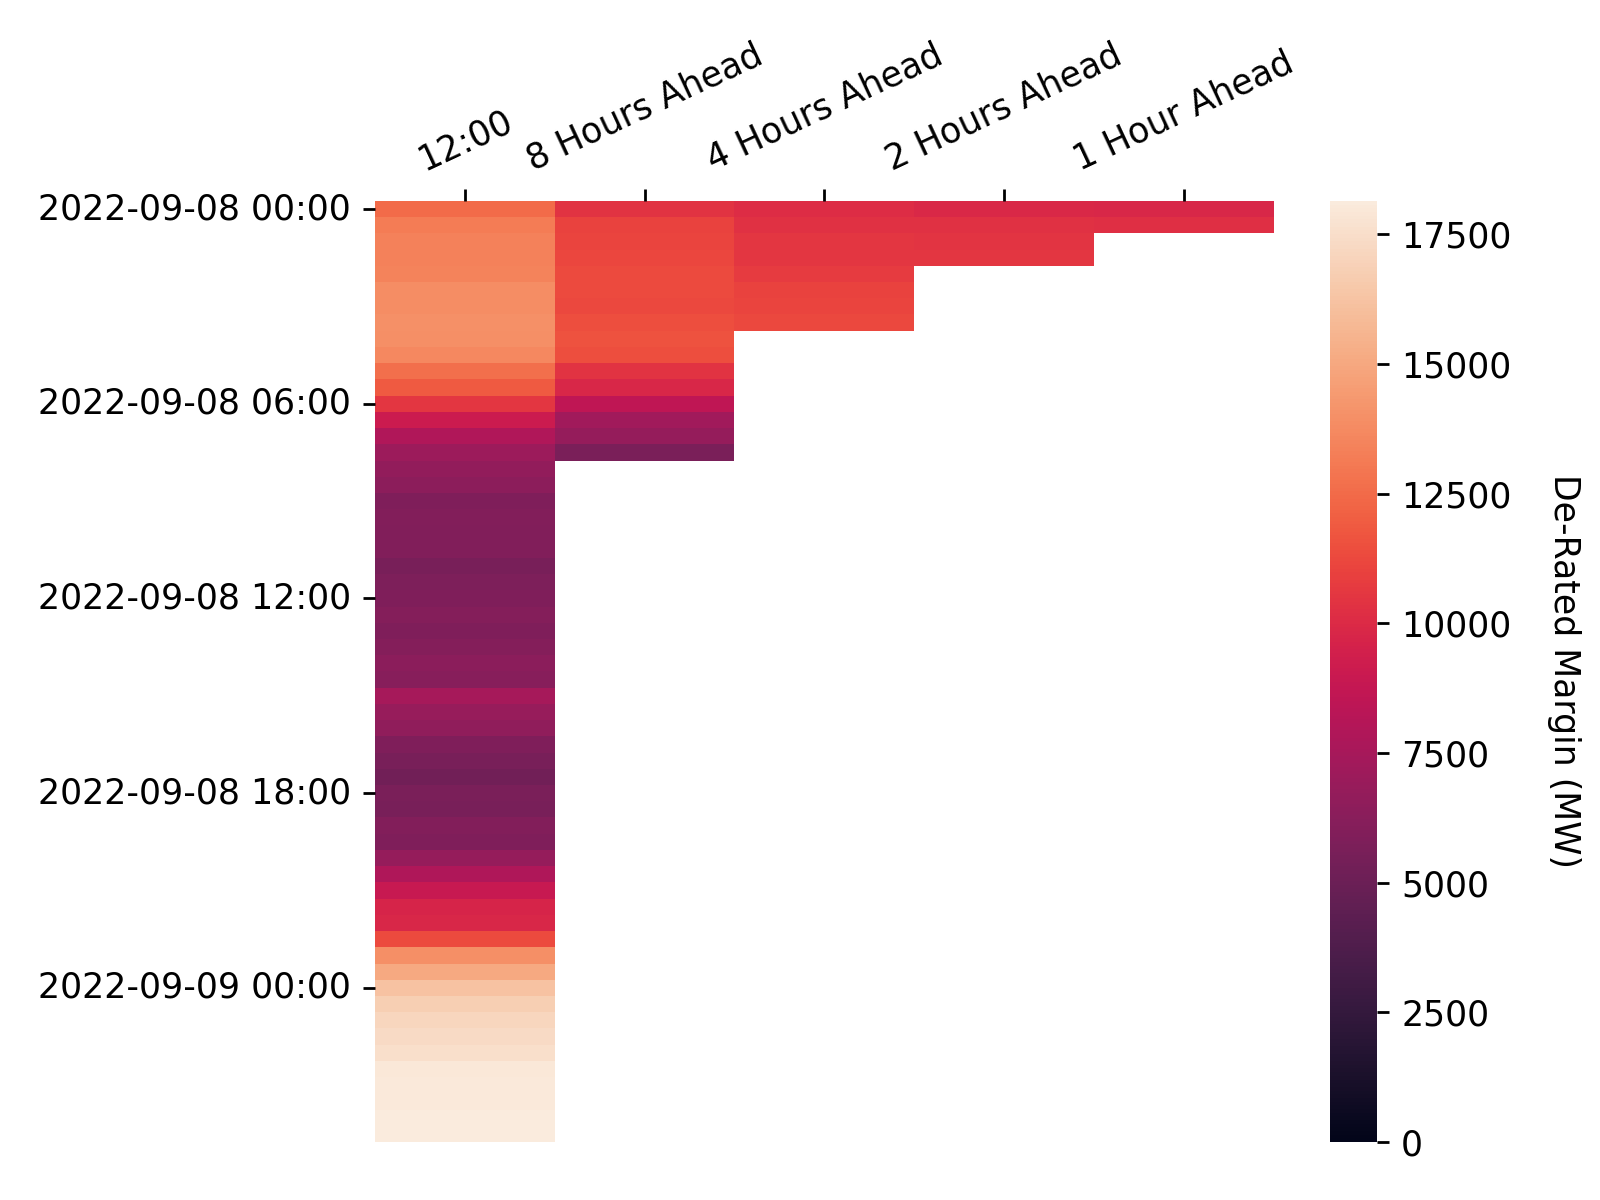 12:00
8 Hours Ahead
4 Hours Ahead
2 Hours Ahead
1 Hour Ahead
2022-09-08 00:00
2022-09-08 06:00
2022-09-08 12:00
2022-09-08 18:00
2022-09-09 00:00
17500
15000
12500
10000
7500
5000
2500
0
De-Rated Margin (MW)